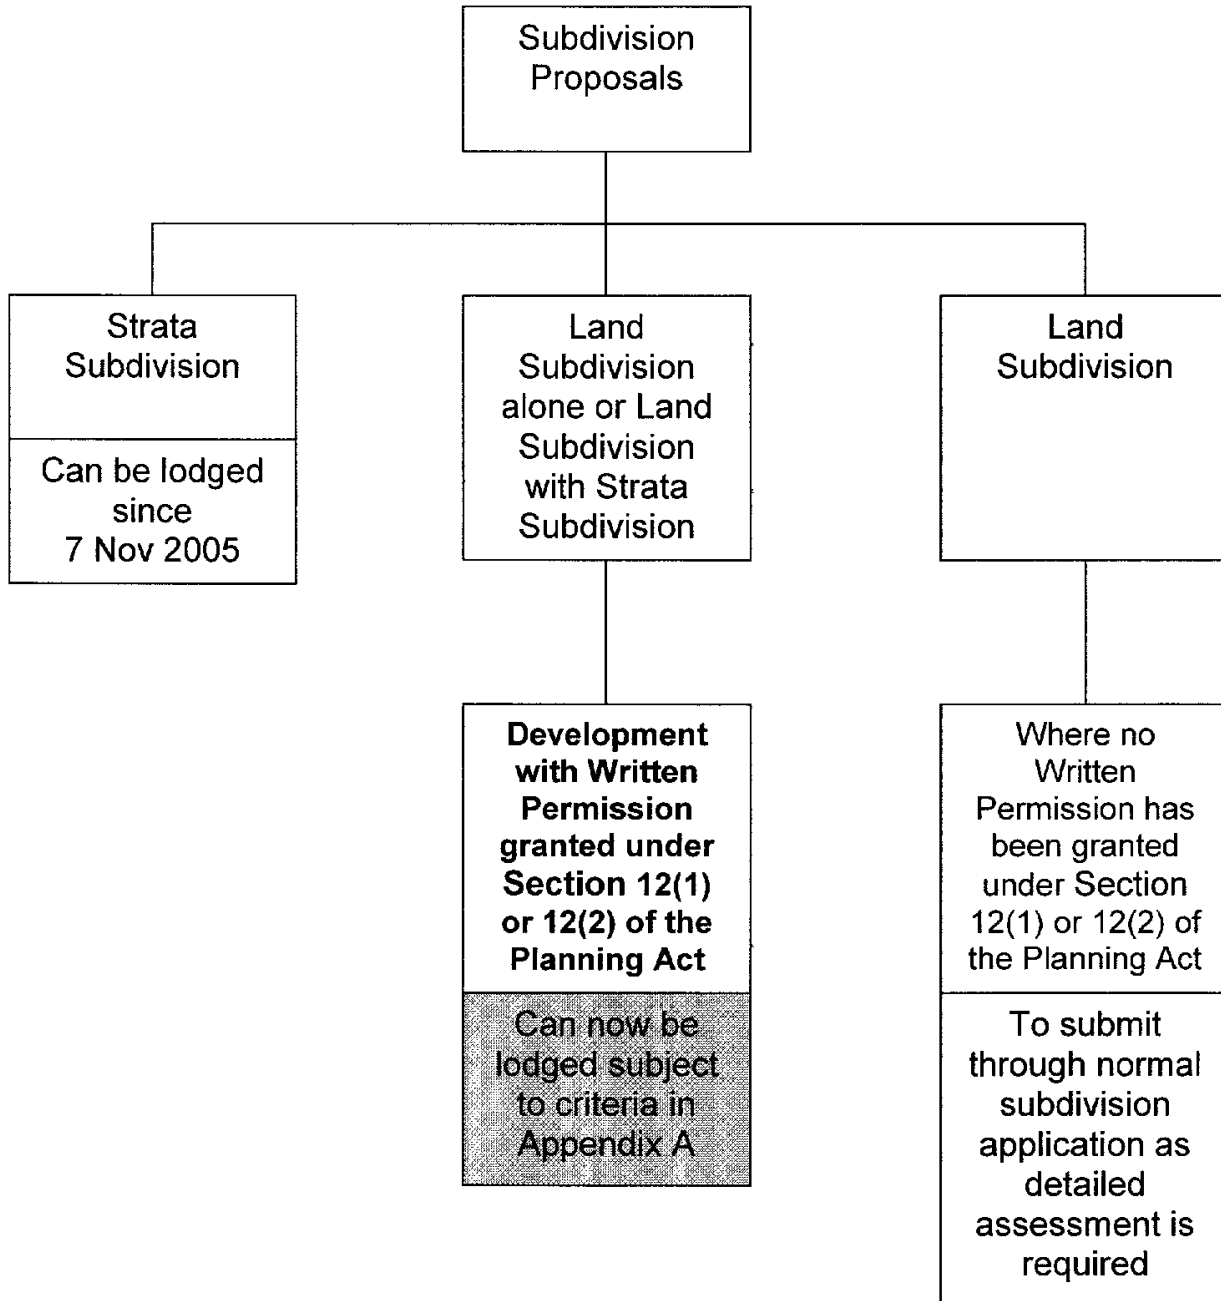 Subdivision
Proposals
Strata
Subdivision
Can be lodged
since
7 Nov 2005
Land
Subdivision
alone or Land
Subdivision
with Strata
Subdivision
Development
with Written
Permission
granted under
Section 12(1)
or 12(2) of the
Planning Act
Can now be
lodged subject
to criteria in
Appendix A
Land
Subdivision
Where no
Written
Permission has
been granted
under Section
12(1) or 12(2) of
the Planning Act
To submit
through normal
subdivision
application as
detailed
assessment is
required